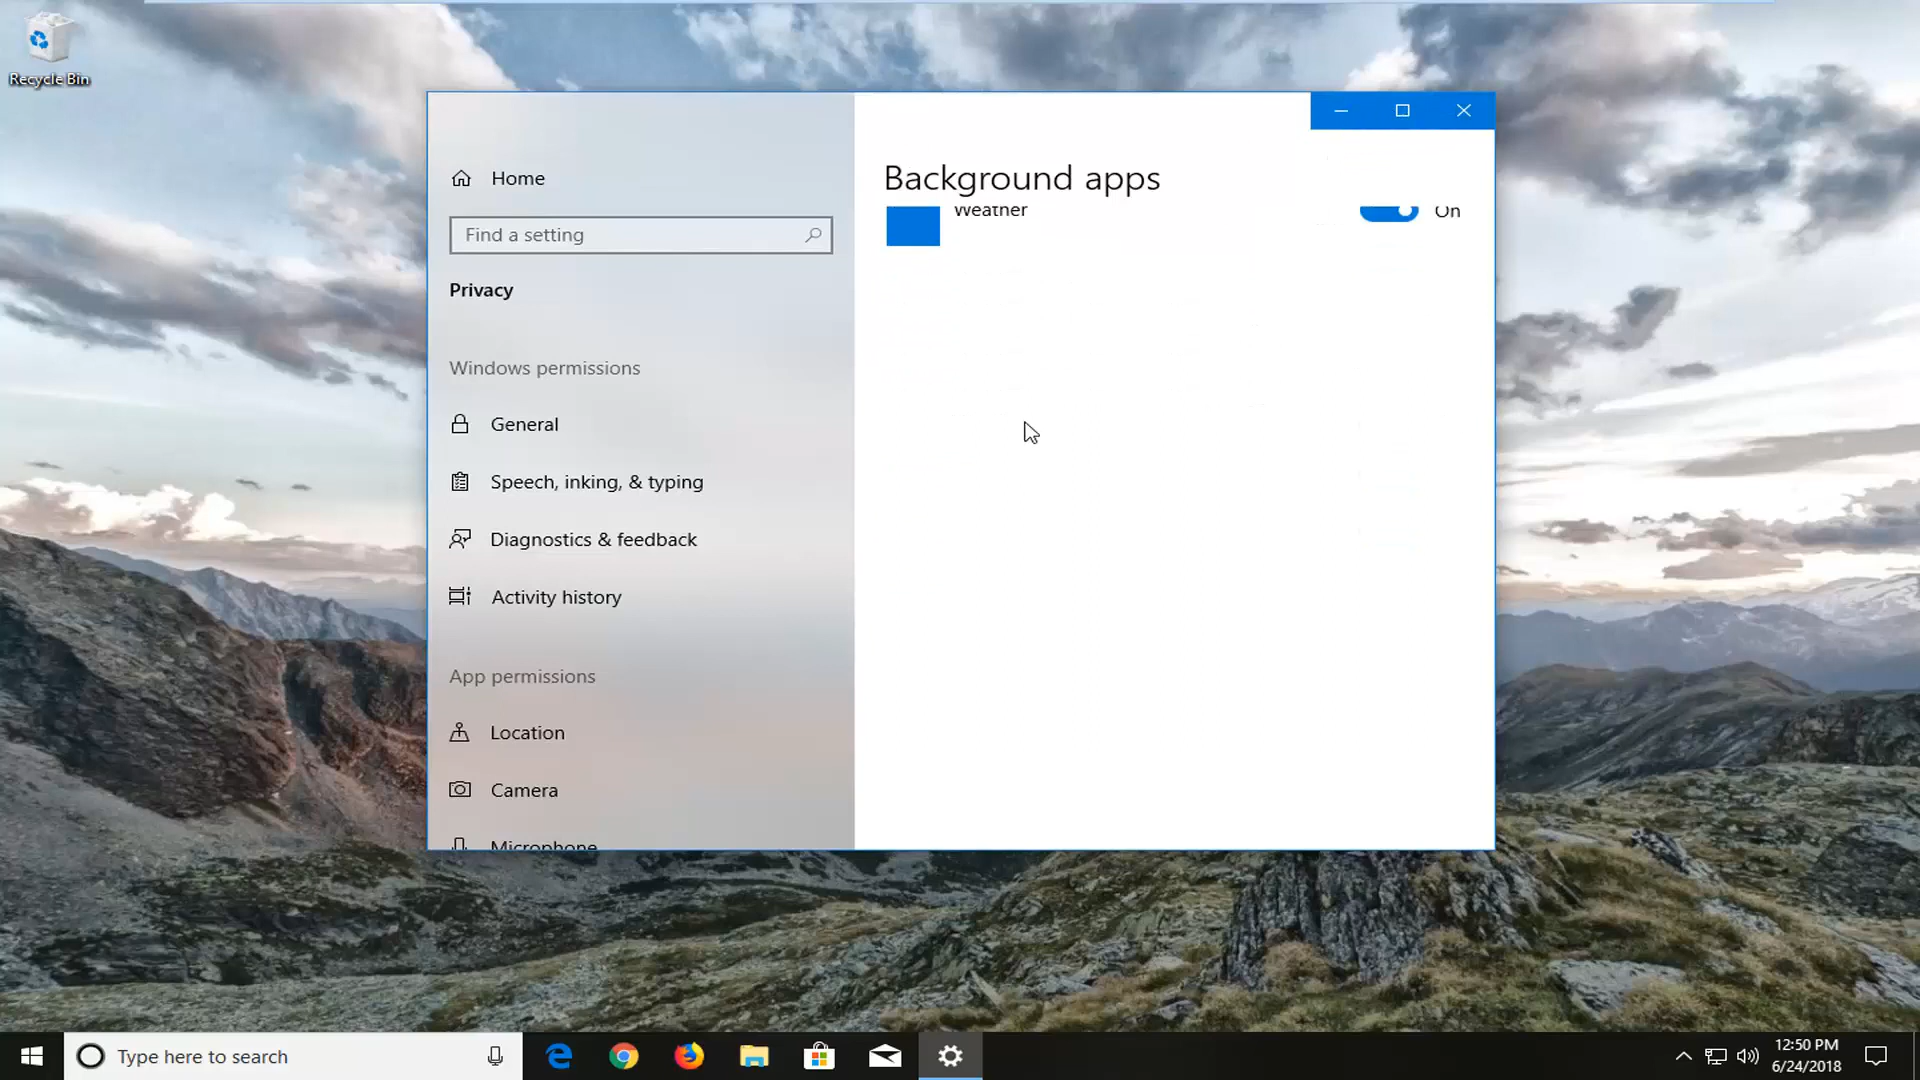 Recycle Bin
Home
Find a setting
Privacy
Windows permissions
General
Speech, inking, & typing
Diagnostics & feedback
Activity history
App permissions
Location
Camera
Microphone
Background apps
Weather
On
Type here to search
12:50 PM
6/24/2018